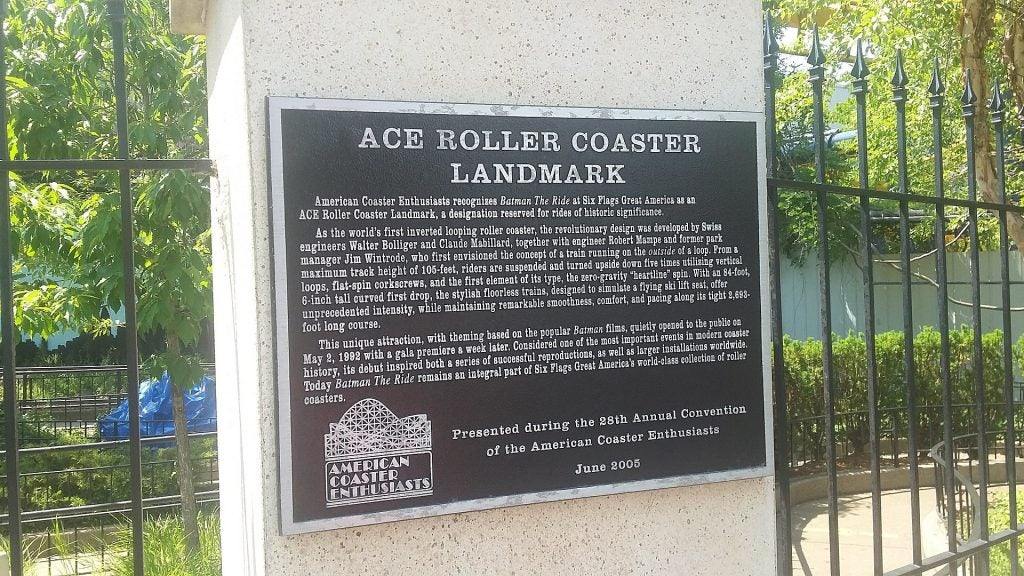 ACE ROLLER COASTER
LANDMARK
American Coaster Enthusiasts recognizes Batman The Ride at Six Flags Great America as an
ACE Roller Coaster Landmark, a designation reserved for rides of historic significance.
As the world's first inverted looping roller coaster, the revolutionary design was developed by Swiss
engineers Walter Bolliger and Claude Mabillard, together with engineer Robert Mampe and former park
manager Jim Wintrode, who first envisioned the concept of a train running on the outside of a loop. From a
maximum track height of 105-feet, riders are suspended and turned upside down five times utilizing vertical
loops, flat-spin corkscrews, and the first element of its type, the zero-gravity "heartline" spin. With an 84-foot,
6-inch tall curved first drop, the stylish floorless trains, designed to simulate a flying ski lift seat, offer
unprecedented intensity, while maintaining remarkable smoothness, comfort, and pacing along its tight 2,693-
foot long course.
This unique attraction, with theming based on the popular Batman films, quietly opened to the public on
May 2, 1992 with a gala premiere a week later. Considered one of the most important events in modern coaster
history, its debut inspired both a series of successful reproductions, as well as larger installations worldwide.
Today Batman The Ride remains an integral part of Six Flags Great America's world-class collection of roller
coasters.
AMERICAN
COASTER
ENTHUSIASTS
Presented during the 28th Annual Convention
of the American Coaster Enthusiasts
June 2005